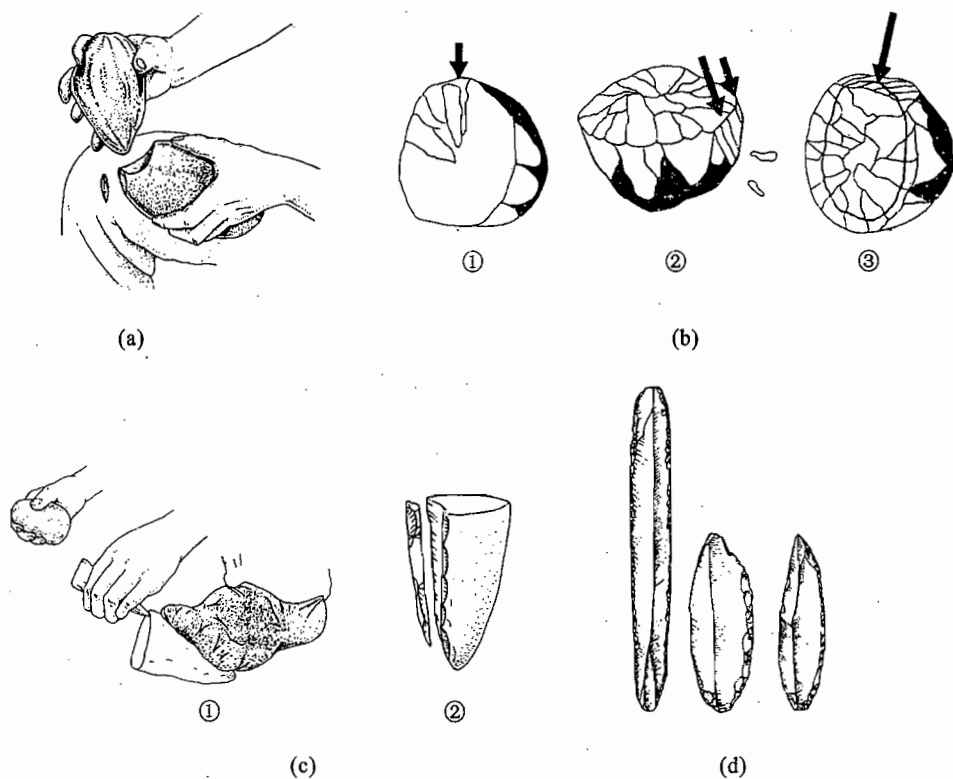 ① ② ③
(a) (b)
① ②
(c) (d)